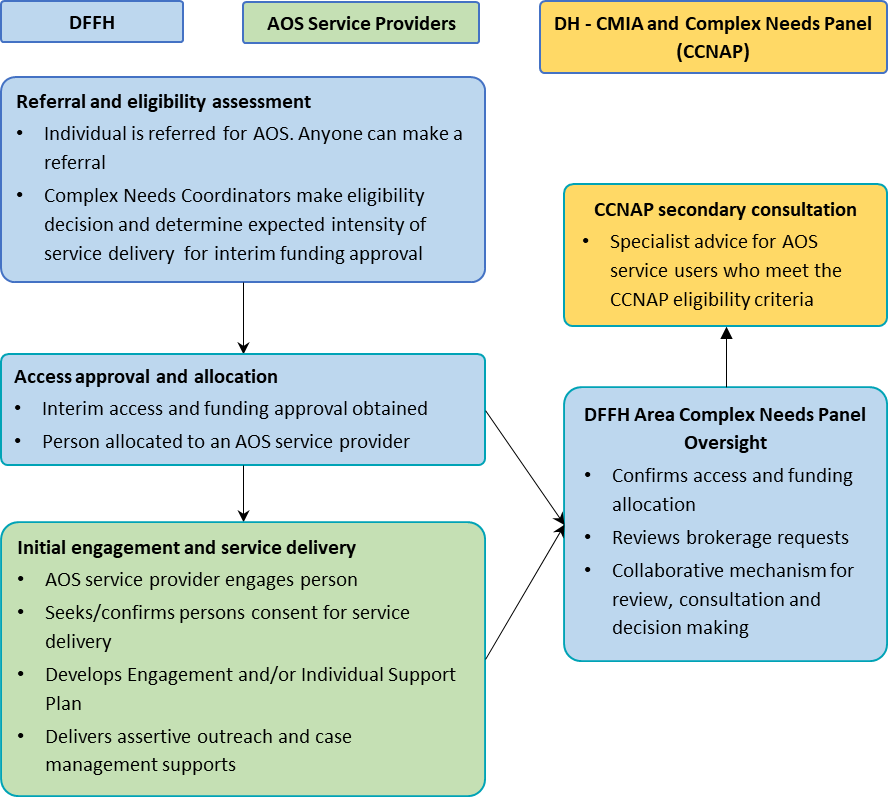 DFFH
AOS Service Providers
DH - CMIA and Complex Needs Panel
(CCNAP)
Referral and eligibility assessment
• Individual is referred for AOS. Anyone can make a
referral
• Complex Needs Coordinators make eligibility
decision and determine expected intensity of
service delivery for interim funding approval
Access approval and allocation
• Interim access and funding approval obtained
• Person allocated to an AOS service provider
Initial engagement and service delivery
• AOS service provider engages person
• Seeks/confirms persons consent for service
delivery
• Develops Engagement and/or Individual Support
Plan
• Delivers assertive outreach and case
management supports
CCNAP secondary consultation
• Specialist advice for AOS
service users who meet the
CCNAP eligibility criteria
DFFH Area Complex Needs Panel
Oversight
• Confirms access and funding
allocation
• Reviews brokerage requests
• Collaborative mechanism for
review, consultation and
decision making